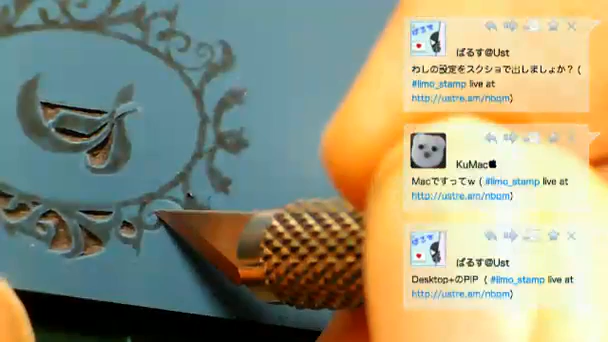 ぱるす@Ust
わしの設定をスクショで出しましょか？ (
#limo_stamp live at
http://ustre.am/nbqm)
KuMac
Macですってw ( #limo_stamp live at
http://ustre.am/nbqm)
ぱるす@Ust
Desktop+のPIP ( #limo_stamp live at
http://ustre.am/nbqm)